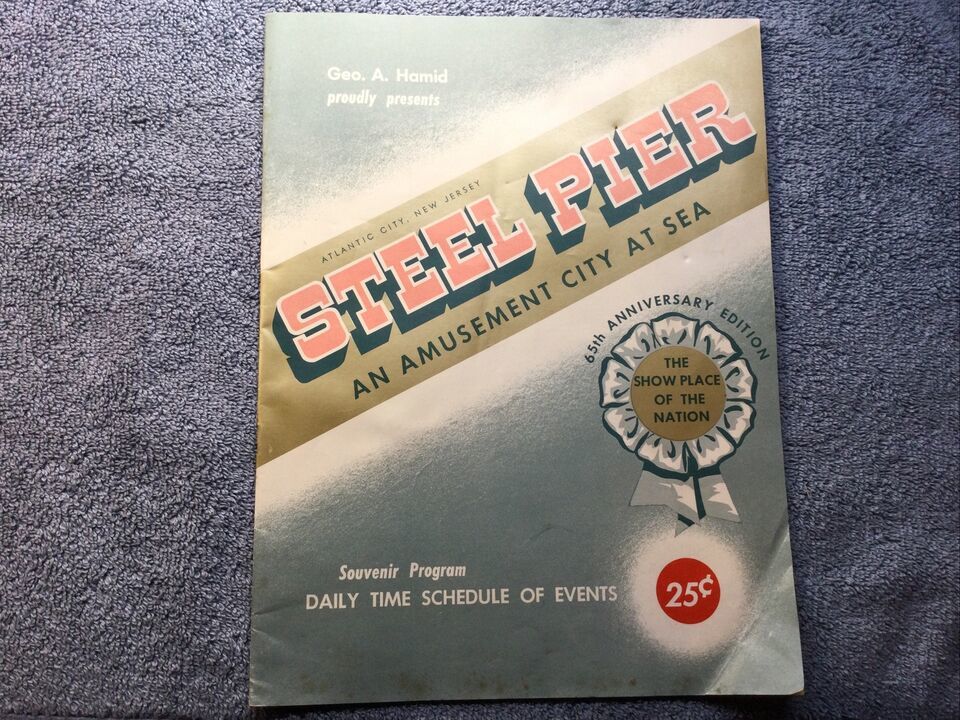 Geo. A. Hamid
proudly presents
ATLANTIC CITY, NEW JERSEY
STEEL PIER
AN AMUSEMENT CITY AT SEA
65th ANNIVERSARY EDITION
THE
SHOW PLACE
OF THE
NATION
Souvenir Program
DAILY TIME SCHEDULE OF EVENTS
25¢